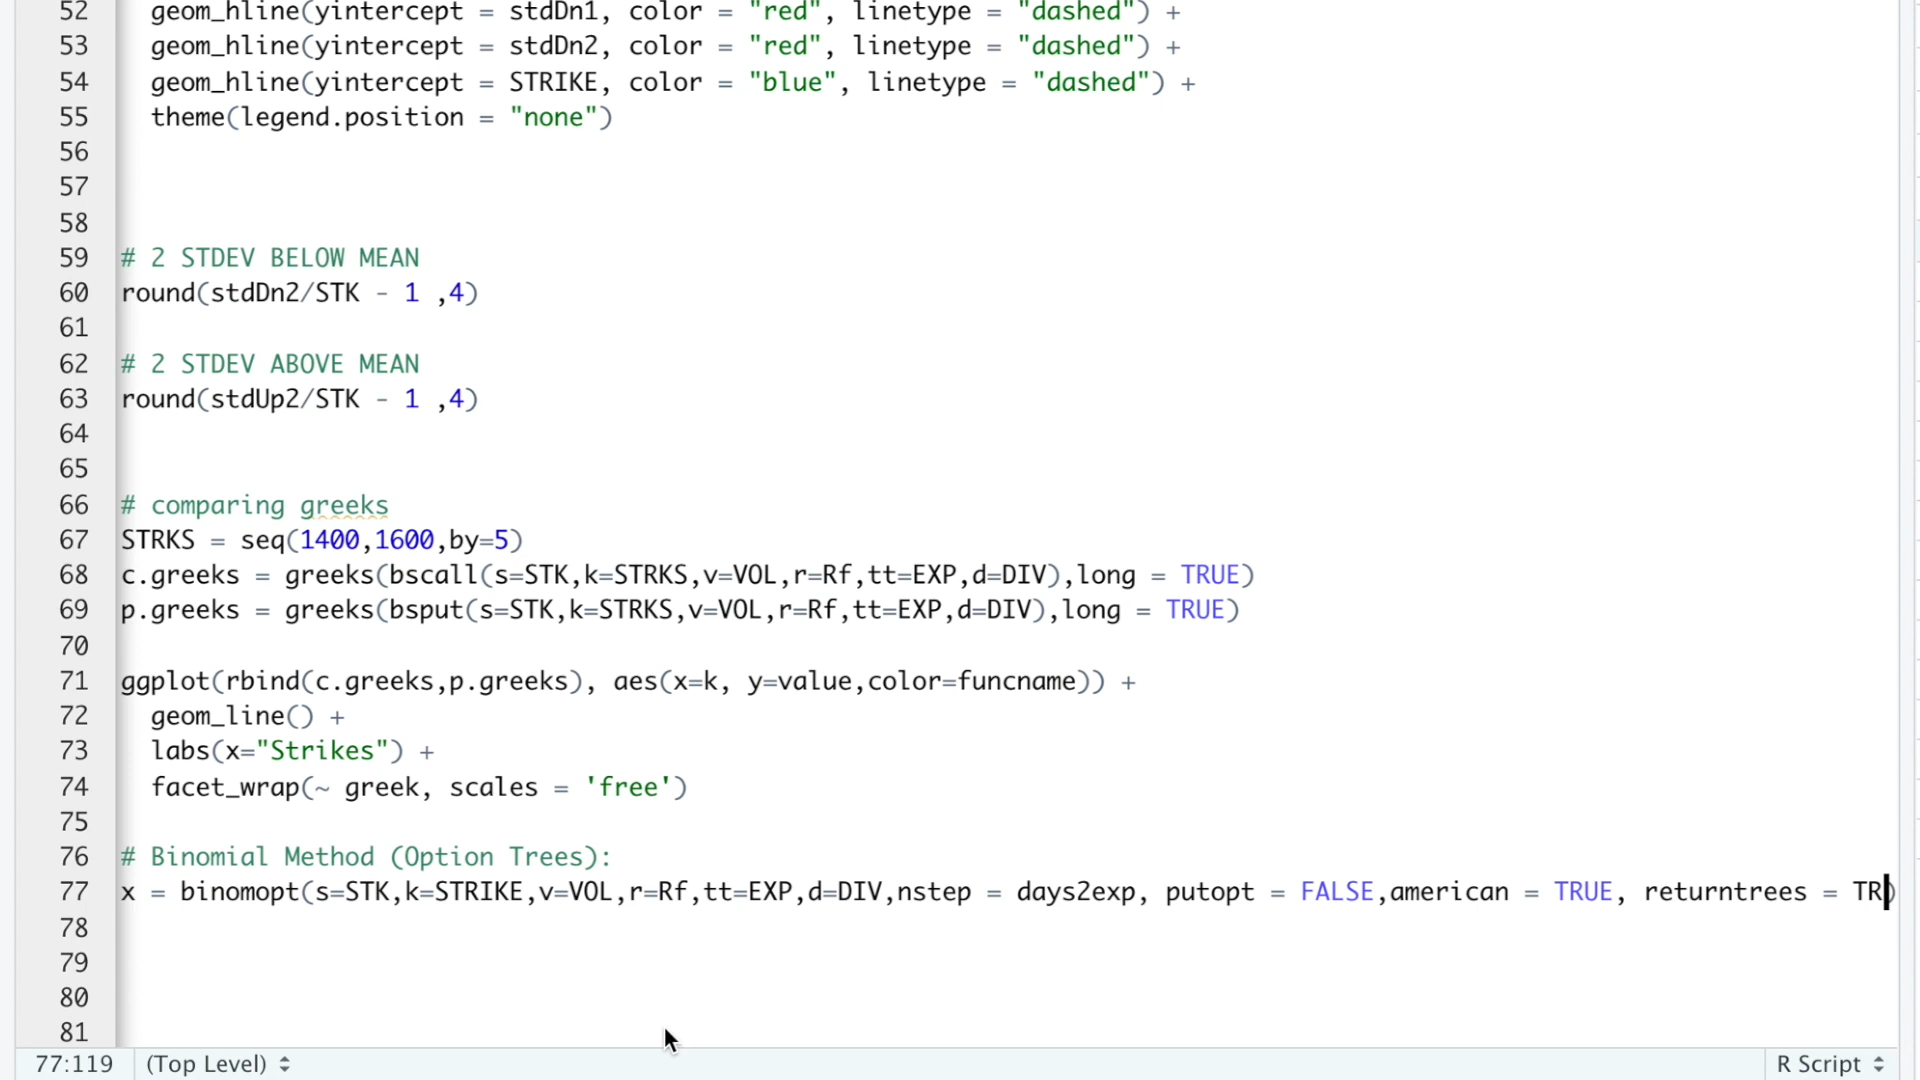 52 geom_hline(yintercept = stdDn1, color = "red", linetype = "dashed") +
53 geom_hline(yintercept = stdDn2, color = "red", linetype = "dashed") +
54 geom_hline(yintercept = STRIKE, color = "blue", linetype = "dashed") +
55 theme(legend.position = "none")
56
57
58
59 # 2 STDEV BELOW MEAN
60 round(stdDn2/STK - 1 ,4)
61
62 # 2 STDEV ABOVE MEAN
63 round(stdUp2/STK - 1 ,4)
64
65
66 # comparing greeks
67 STRKS = seq(1400,1600,by=5)
68 c.greeks = greeks(bscall(s=STK,k=STRKS,v=VOL,r=Rf,tt=EXP,d=DIV),long = TRUE)
69 p.greeks = greeks(bsput(s=STK,k=STRKS,v=VOL,r=Rf,tt=EXP,d=DIV),long = TRUE)
70
71 ggplot(rbind(c.greeks,p.greeks), aes(x=k, y=value,color=funcname)) +
72 geom_line() +
73 labs(x="Strikes") +
74 facet_wrap(~ greek, scales = 'free')
75
76 # Binomial Method (Option Trees):
77 x = binomopt(s=STK,k=STRIKE,v=VOL,r=Rf,tt=EXP,d=DIV,nstep = days2exp, putopt = FALSE,american = TRUE, returntrees = TR)
78
79
80
81
77:119 (Top Level) R Script